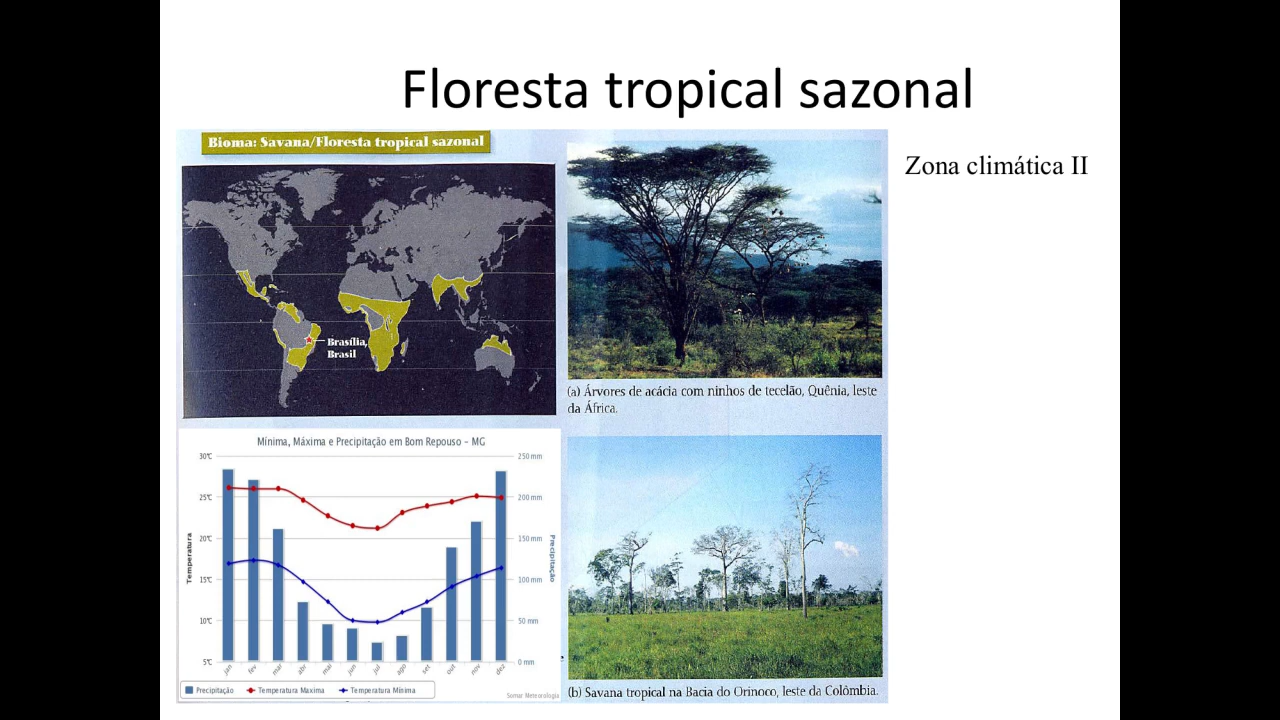 Floresta tropical sazonal
Bioma: Savana/Floresta tropical sazonal
Zona climática II
Brasília,
Brasil
(a) Árvores de acácia com ninhos de tecelão, Quênia, leste
da África.
Mínima, Máxima e Precipitação em Bom Repouso - MG
30°C
25°C
20°C
15°C
10°C
5°C
250 mm
200 mm
150 mm
100 mm
50 mm
0 mm
Temperatura
Precipitação
jan fev mar abr mai jun jul ago set out nov dez
Precipitação Temperatura Maxima Temperatura Mínima
Somar Meteorologia
(b) Savana tropical na Bacia do Orinoco, leste da Colômbia.